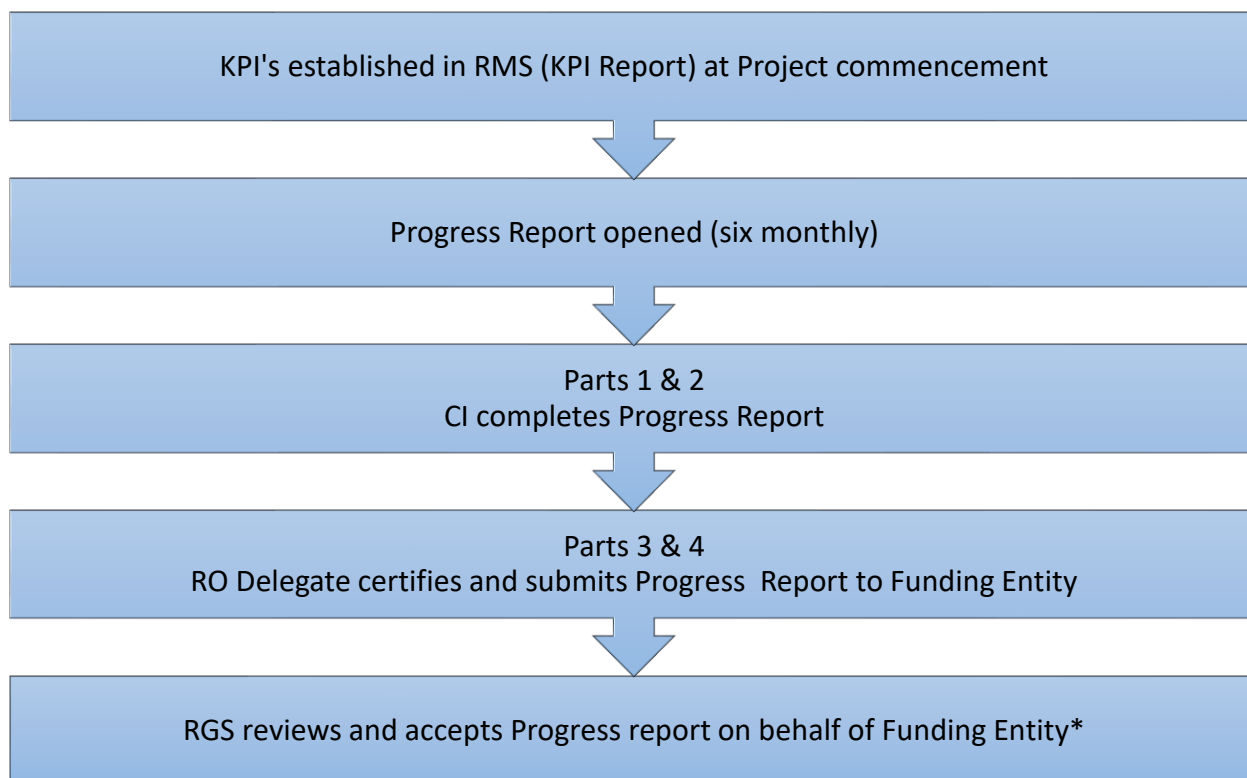 KPI's established in RMS (KPI Report) at Project commencement
Progress Report opened (six monthly)
Parts 1 & 2
CI completes Progress Report
Parts 3 & 4
RO Delegate certifies and submits Progress  Report to Funding Entity
RGS reviews and accepts Progress report on behalf of Funding Entity*